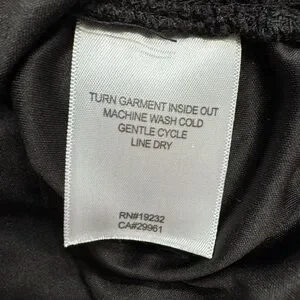 TURN GARMENT INSIDE OUT
MACHINE WASH COLD
GENTLE CYCLE
LINE DRY
RN#19232
CA#29961